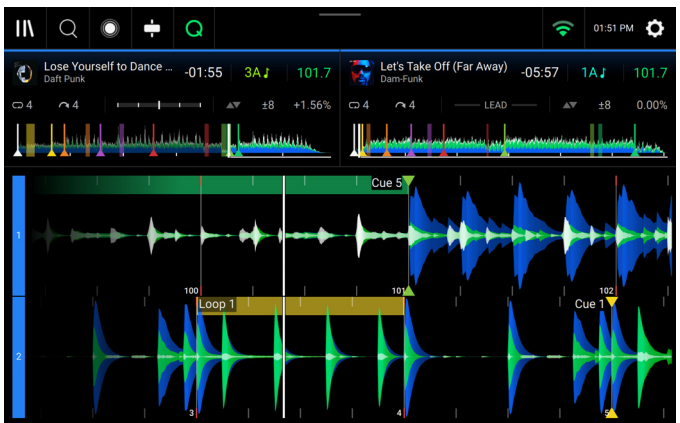 01:51 PM
Lose Yourself to Dance ...
Daft Punk
-01:55
3A
101.7
Let's Take Off (Far Away)
Dam-Funk
-05:57
1A
101.7
4
4
±8
+1.56%
4
4
LEAD
±8
0.00%
Cue 5
1
100
101
102
Loop 1
Cue 1
2
3
4
5